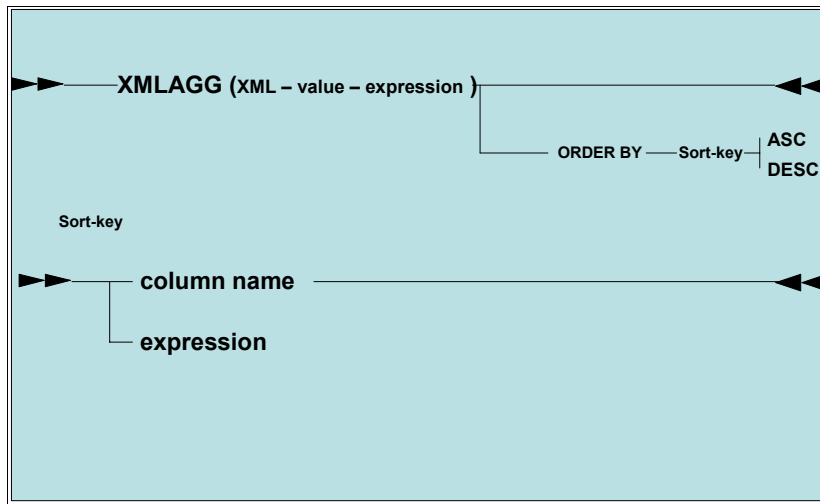 XMLAGG (XML – value – expression )
ORDER BY Sort-key ASC
DESC
Sort-key
column name
expression